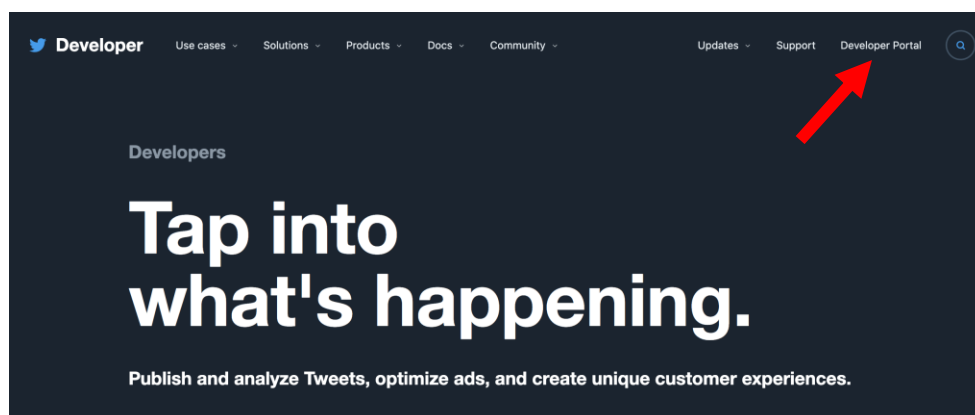 Developer Use cases Solutions Products Docs Community Updates Support Developer Portal
Developers
Tap into
what's happening.
Publish and analyze Tweets, optimize ads, and create unique customer experiences.